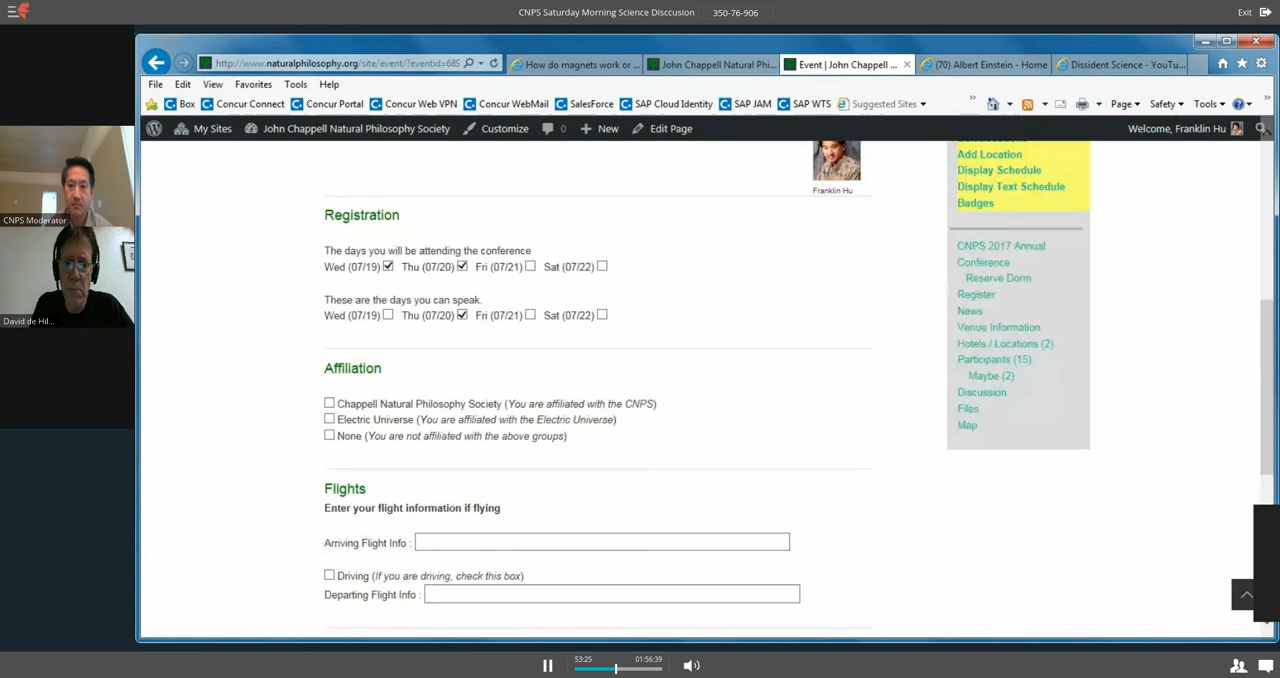 CNPS Saturday Morning Science Disccusion 350-76-906 Exit
http://www.naturalphilosophy.org/site/event/?eventid=689 How do magnets work or ... John Chappell Natural Phi... Event | John Chappell ... (70) Albert Einstein - Home Dissident Science - YouTu...
File Edit View Favorites Tools Help
Box Concur Connect Concur Portal Concur Web VPN Concur WebMail SalesForce SAP Cloud Identity SAP JAM SAP WTS Suggested Sites Page Safety Tools
My Sites John Chappell Natural Philosophy Society Customize 0 New Edit Page Welcome, Franklin Hu
Add Location
Display Schedule
Display Text Schedule
Badges
Franklin Hu
CNPS Moderator
David de Hil...
Registration
The days you will be attending the conference
Wed (07/19) Thu (07/20) Fri (07/21) Sat (07/22)
These are the days you can speak.
Wed (07/19) Thu (07/20) Fri (07/21) Sat (07/22)
Affiliation
Chappell Natural Philosophy Society (You are affiliated with the CNPS)
Electric Universe (You are affiliated with the Electric Universe)
None (You are not affiliated with the above groups)
Flights
Enter your flight information if flying
Arriving Flight Info :
Driving (If you are driving, check this box)
Departing Flight Info :
CNPS 2017 Annual
Conference
Reserve Dorm
Register
News
Venue Information
Hotels / Locations (2)
Participants (15)
Maybe (2)
Discussion
Files
Map
53:25 01:56:39